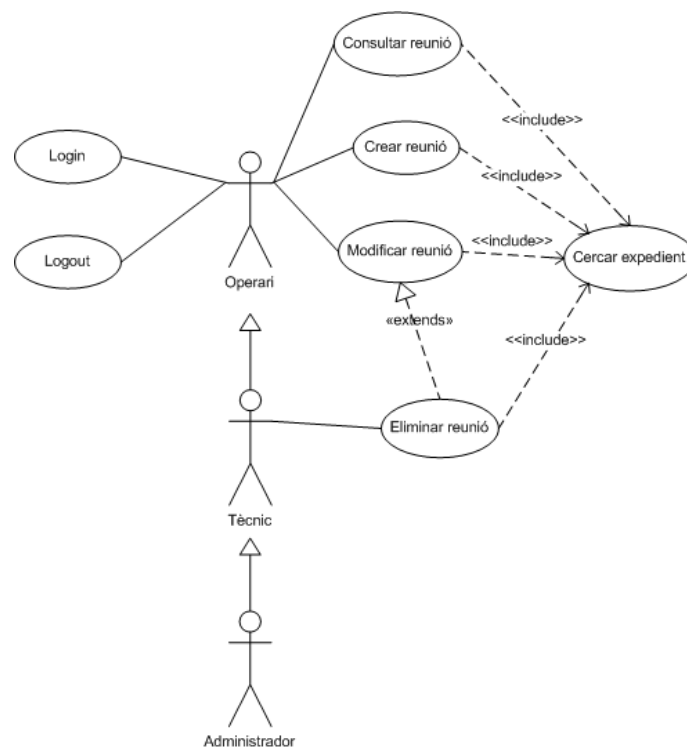 Consultar reunió
<<include>>
Login
Crear reunió
<<include>>
Logout
Modificar reunió
<<include>>
Cercar expedient
Operari
«extends»
<<include>>
Eliminar reunió
Tècnic
Administrador